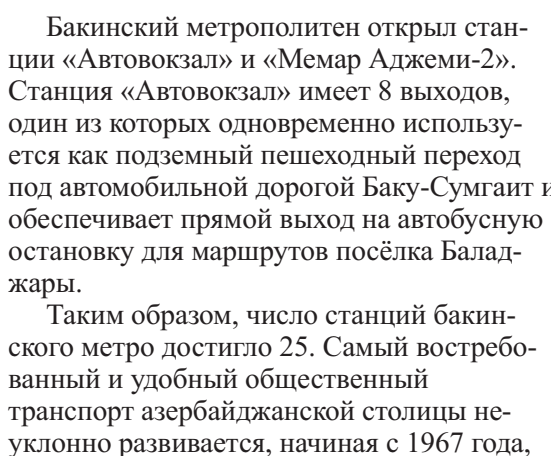 Бакинский метрополитен открыл стан-
ции «Автовокзал» и «Мемар Аджеми-2».
Станция «Автовокзал» имеет 8 выходов,
один из которых одновременно использу-
ется как подземный пешеходный переход
под автомобильной дорогой Баку-Сумгаит и
обеспечивает прямой выход на автобусную
остановку для маршрутов посёлка Балад-
жары.
Таким образом, число станций бакин-
ского метро достигло 25. Самый востребо-
ванный и удобный общественный
транспорт азербайджанской столицы не-
уклонно развивается, начиная с 1967 года,